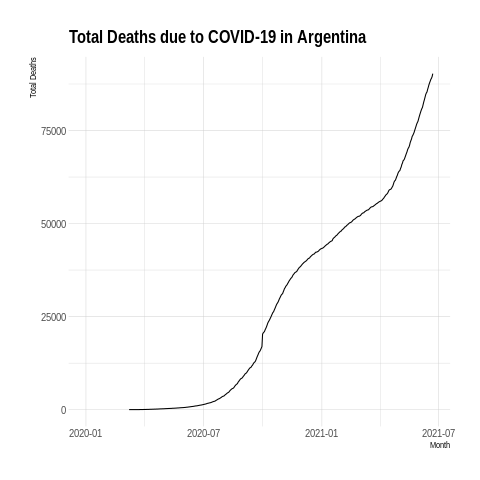 Total Deaths due to COVID-19 in Argentina
Total Deaths
75000
50000
25000
0
2020-01 2020-07 2021-01 2021-07
Month